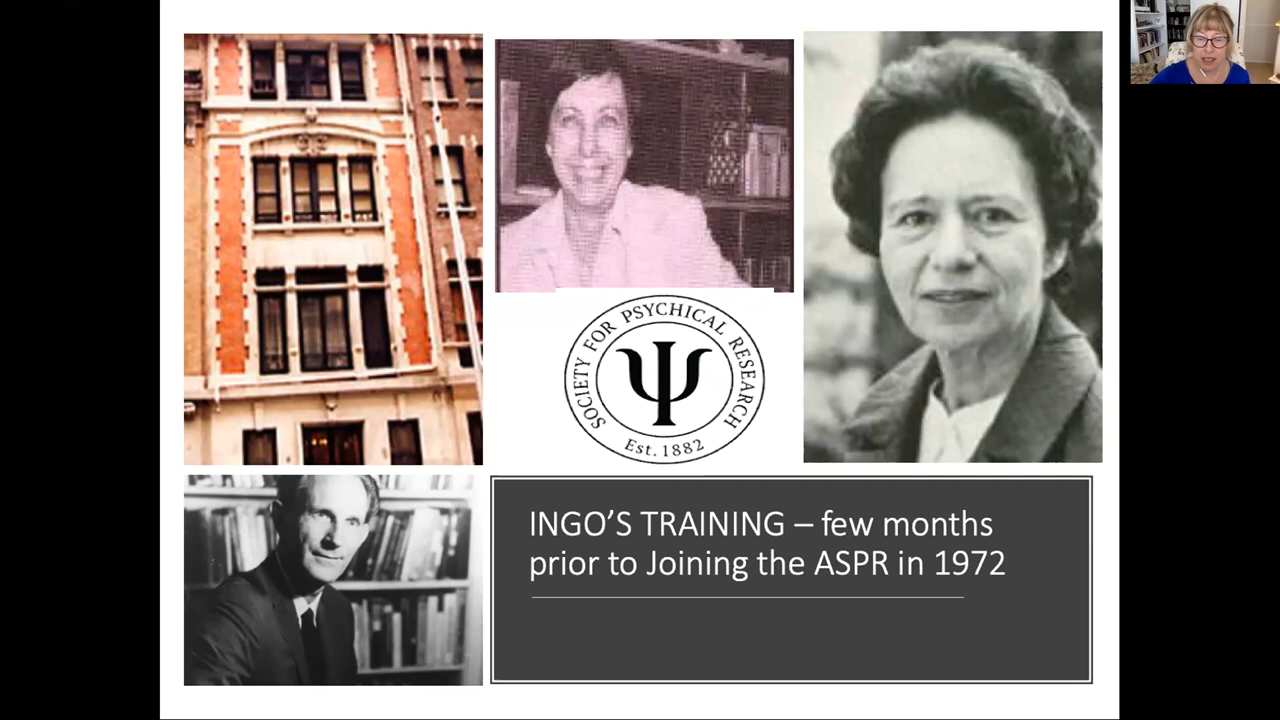 SOCIETY FOR PSYCHICAL RESEARCH
Est. 1882
INGO'S TRAINING – few months
prior to Joining the ASPR in 1972